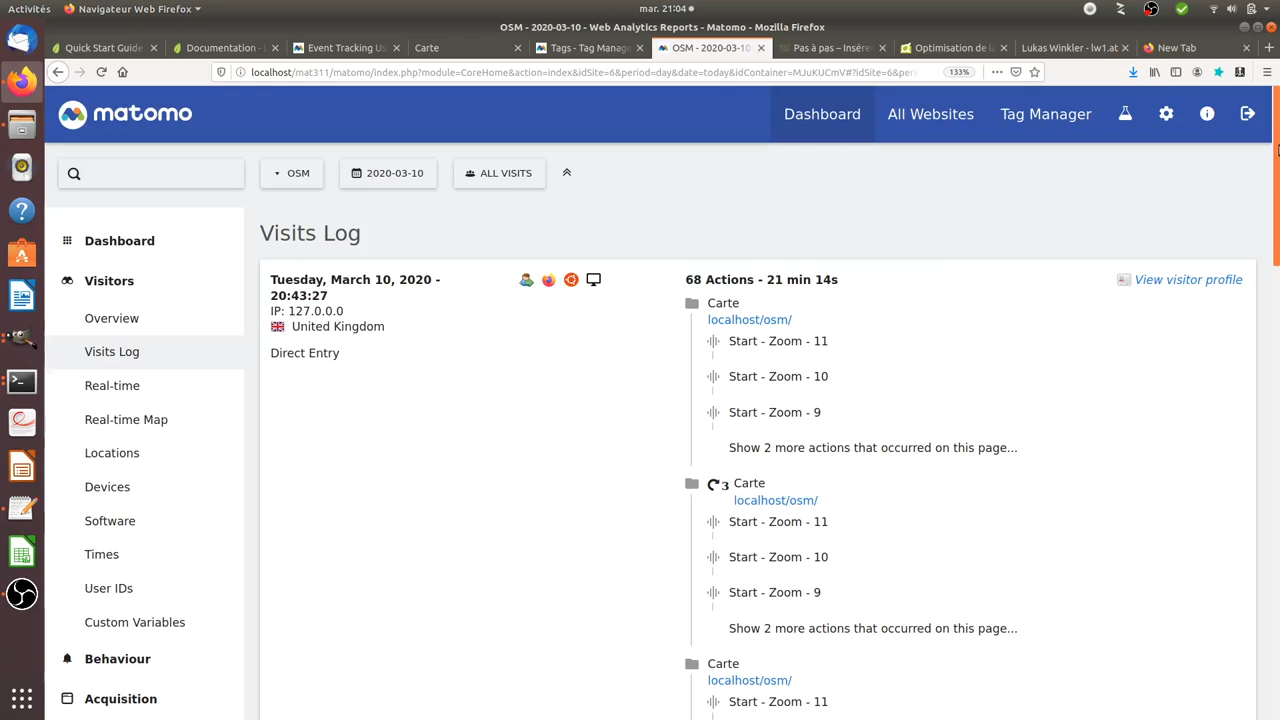 Activités
Navigateur Web Firefox
mar. 21:04
OSM - 2020-03-10 - Web Analytics Reports - Matomo - Mozilla Firefox
Quick Start Guide
Documentation -
Event Tracking Us
Carte
Tags - Tag Manage
OSM - 2020-03-10
Pas à pas – Insérer
Optimisation de la
Lukas Winkler - lw1.at
New Tab
localhost/mat311/matomo/index.php?module=CoreHome&action=index&idSite=6&period=day&date=today&idContainer=MJuKUCmV#?idSite=6&peri
133%
matomo
Dashboard
All Websites
Tag Manager
OSM
2020-03-10
ALL VISITS
Dashboard
Visitors
Overview
Visits Log
Real-time
Real-time Map
Locations
Devices
Software
Times
User IDs
Custom Variables
Behaviour
Acquisition
Visits Log
Tuesday, March 10, 2020 -
20:43:27
IP: 127.0.0.0
United Kingdom
Direct Entry
68 Actions - 21 min 14s
View visitor profile
Carte
localhost/osm/
Start - Zoom - 11
Start - Zoom - 10
Start - Zoom - 9
Show 2 more actions that occurred on this page...
3 Carte
localhost/osm/
Start - Zoom - 11
Start - Zoom - 10
Start - Zoom - 9
Show 2 more actions that occurred on this page...
Carte
localhost/osm/
Start - Zoom - 11